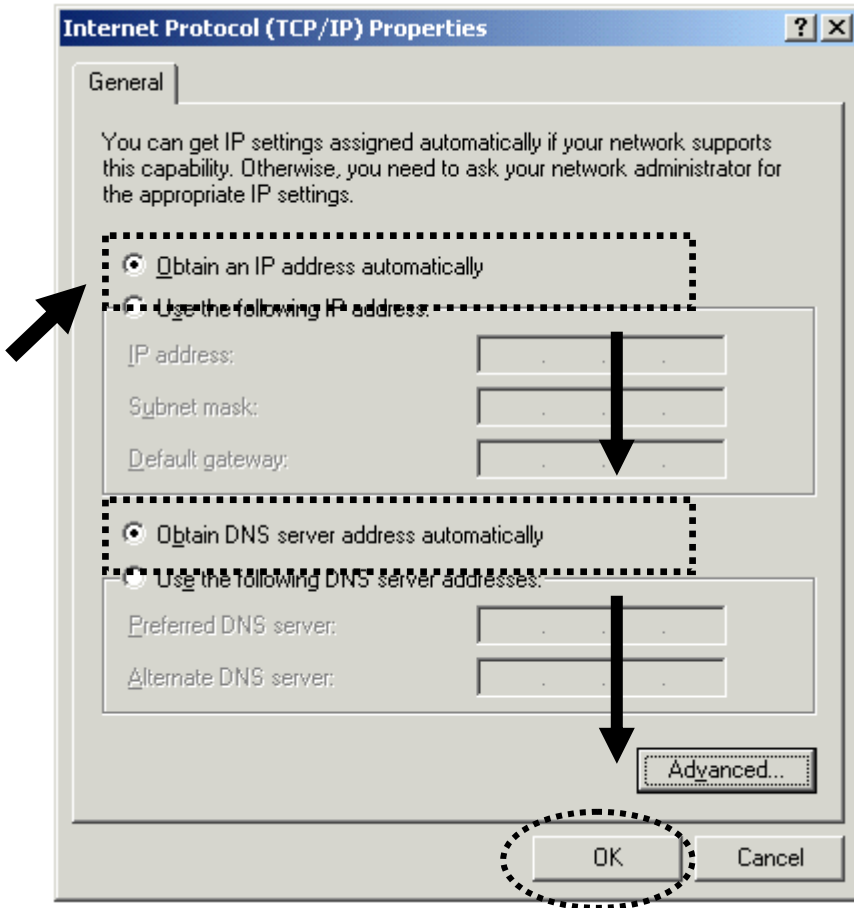 Internet Protocol (TCP/IP) Properties
General
You can get IP settings assigned automatically if your network supports
this capability. Otherwise, you need to ask your network administrator for
the appropriate IP settings.
Obtain an IP address automatically
Use the following IP address:
IP address:
Subnet mask:
Default gateway:
Obtain DNS server address automatically
Use the following DNS server addresses:
Preferred DNS server:
Alternate DNS server:
Advanced...
OK
Cancel